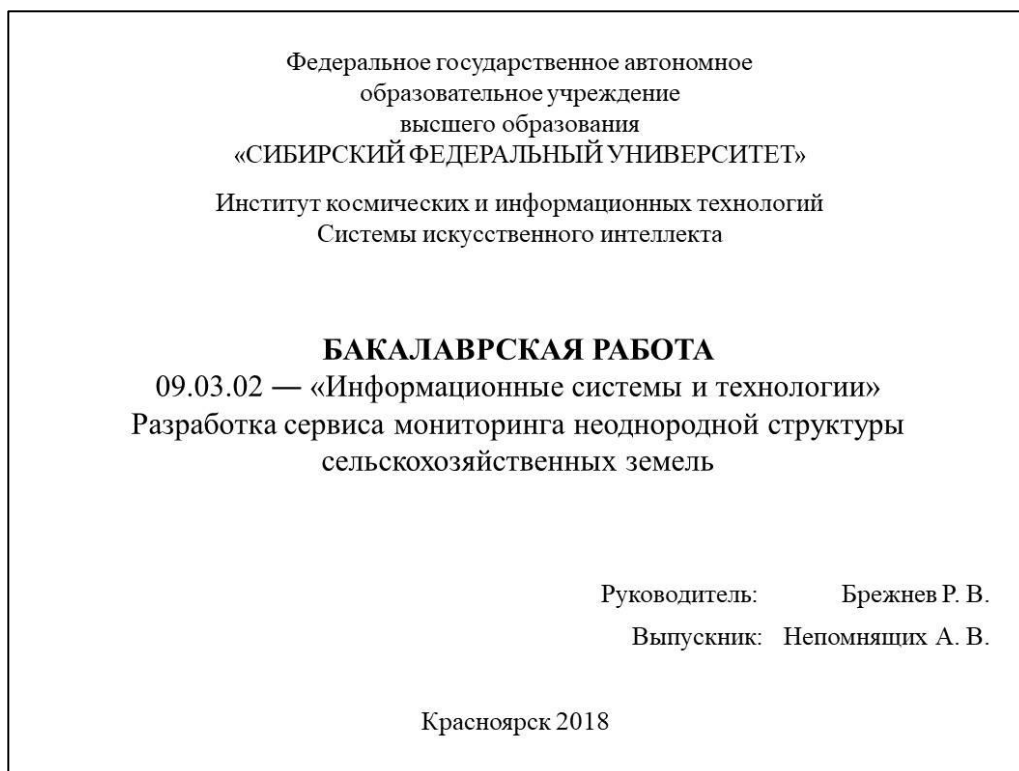 Федеральное государственное автономное
образовательное учреждение
высшего образования
«СИБИРСКИЙ ФЕДЕРАЛЬНЫЙ УНИВЕРСИТЕТ»
Институт космических и информационных технологий
Системы искусственного интеллекта
БАКАЛАВРСКАЯ РАБОТА
09.03.02 — «Информационные системы и технологии»
Разработка сервиса мониторинга неоднородной структуры
сельскохозяйственных земель
Руководитель: Брежнев Р. В.
Выпускник: Непомнящих А. В.
Красноярск 2018